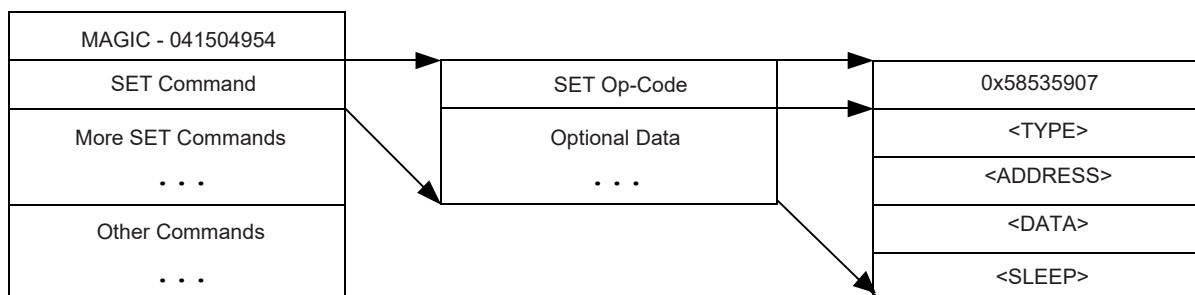 MAGIC - 041504954
SET Command
More SET Commands
. . .
Other Commands
. . .
SET Op-Code
Optional Data
. . .
0x58535907
<TYPE>
<ADDRESS>
<DATA>
<SLEEP>